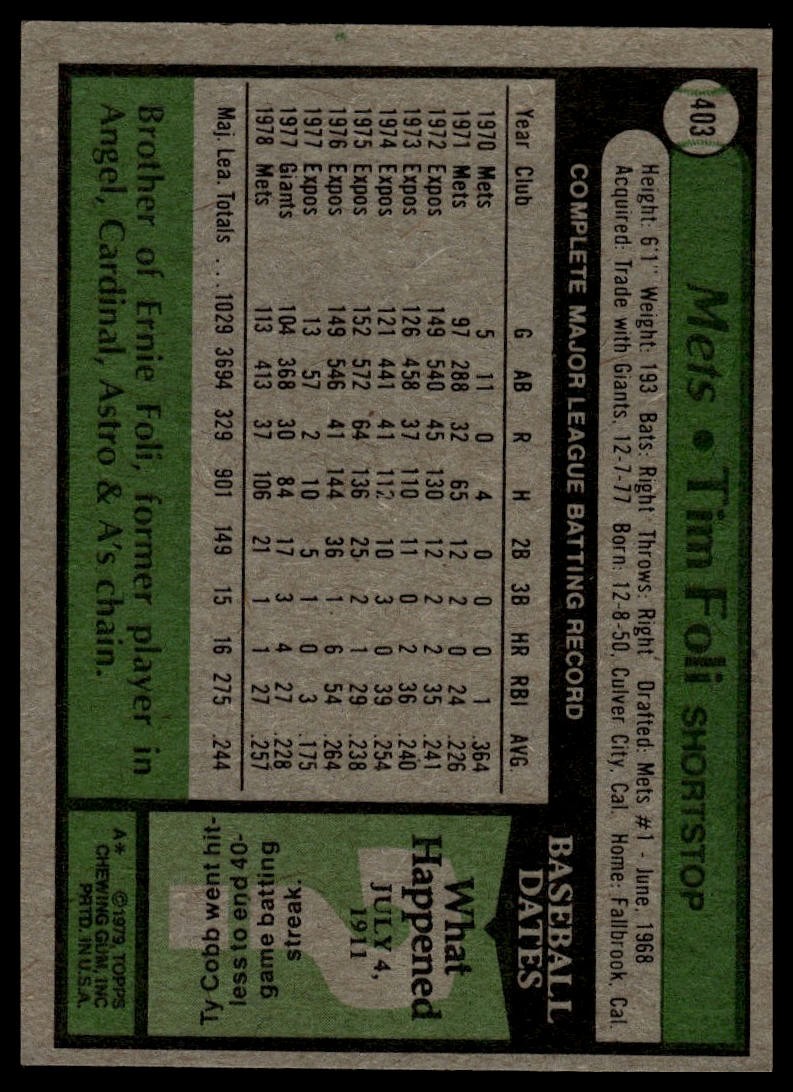 403
Mets • Tim Foli SHORTSTOP
Height: 6'1" Weight: 193 Bats: Right Throws: Right Drafted: Mets #1 - June, 1968
Acquired: Trade with Giants, 12-7-77 Born: 12-8-50, Culver City, Cal. Home: Fallbrook, Cal.
COMPLETE MAJOR LEAGUE BATTING RECORD
Year Club G AB R H 2B 3B HR RBI AVG.
1970 Mets 5 11 0 4 0 0 0 1 .364
1971 Mets 97 288 32 65 12 2 0 24 .226
1972 Expos 149 540 45 130 12 2 2 35 .241
1973 Expos 126 458 37 110 11 0 2 36 .240
1974 Expos 121 441 41 112 10 3 0 39 .254
1975 Expos 152 572 64 136 25 2 1 29 .238
1976 Expos 149 546 41 144 36 1 6 54 .264
1977 Expos 13 57 2 10 5 1 0 3 .175
1977 Giants 104 368 30 84 17 3 4 27 .228
1978 Mets 113 413 37 106 21 1 1 27 .257
Maj. Lea. Totals . . . 1029 3694 329 901 149 15 16 275 .244
Brother of Ernie Foli, former player in
Angel, Cardinal, Astro & A's chain.
BASEBALL
DATES
What
Happened
JULY 4,
1911
?
Ty Cobb went hit-
less to end 40-
game batting
streak.
A* ©1979, TOPPS
CHEWING GUM, INC
PRTD. IN U.S.A.